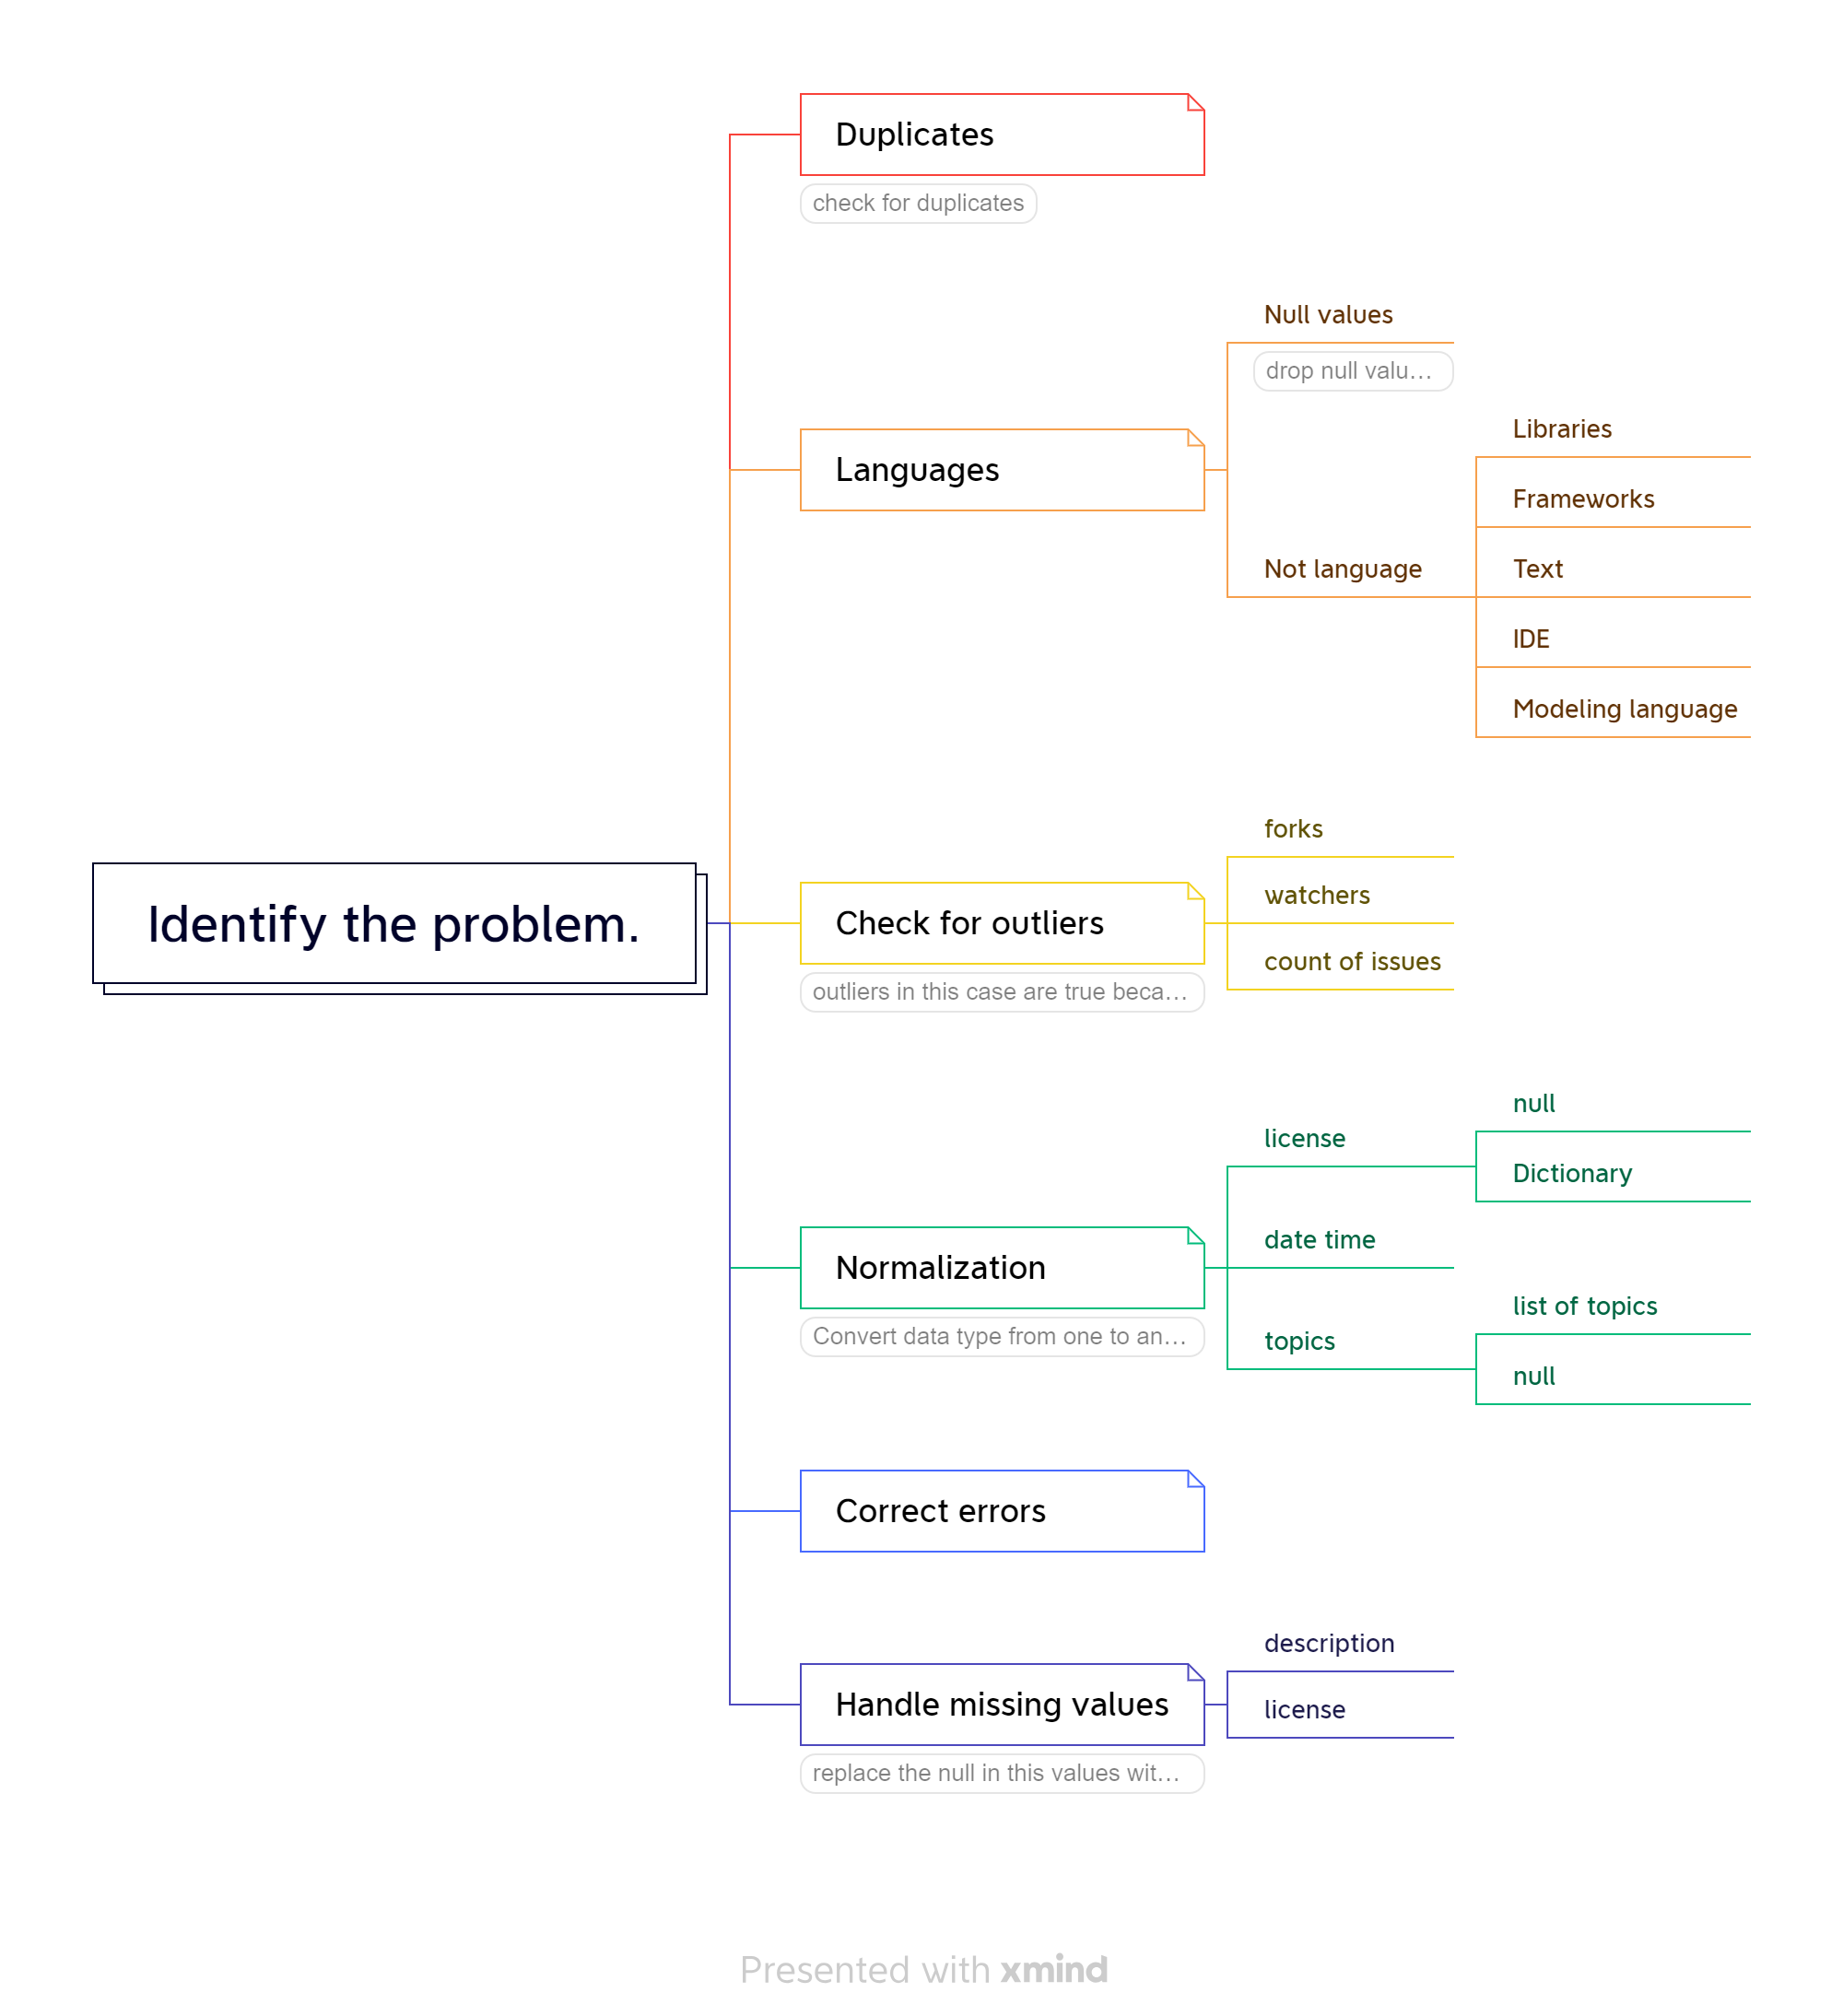 Duplicates
check for duplicates
Null values
drop null valu...
Languages
Not language
Libraries
Frameworks
Text
IDE
Modeling language
Identify the problem.
Check for outliers
outliers in this case are true beca...
forks
watchers
count of issues
Normalization
Convert data type from one to an...
license
null
Dictionary
date time
topics
list of topics
null
Correct errors
Handle missing values
replace the null in this values wit...
description
license
Presented with xmind